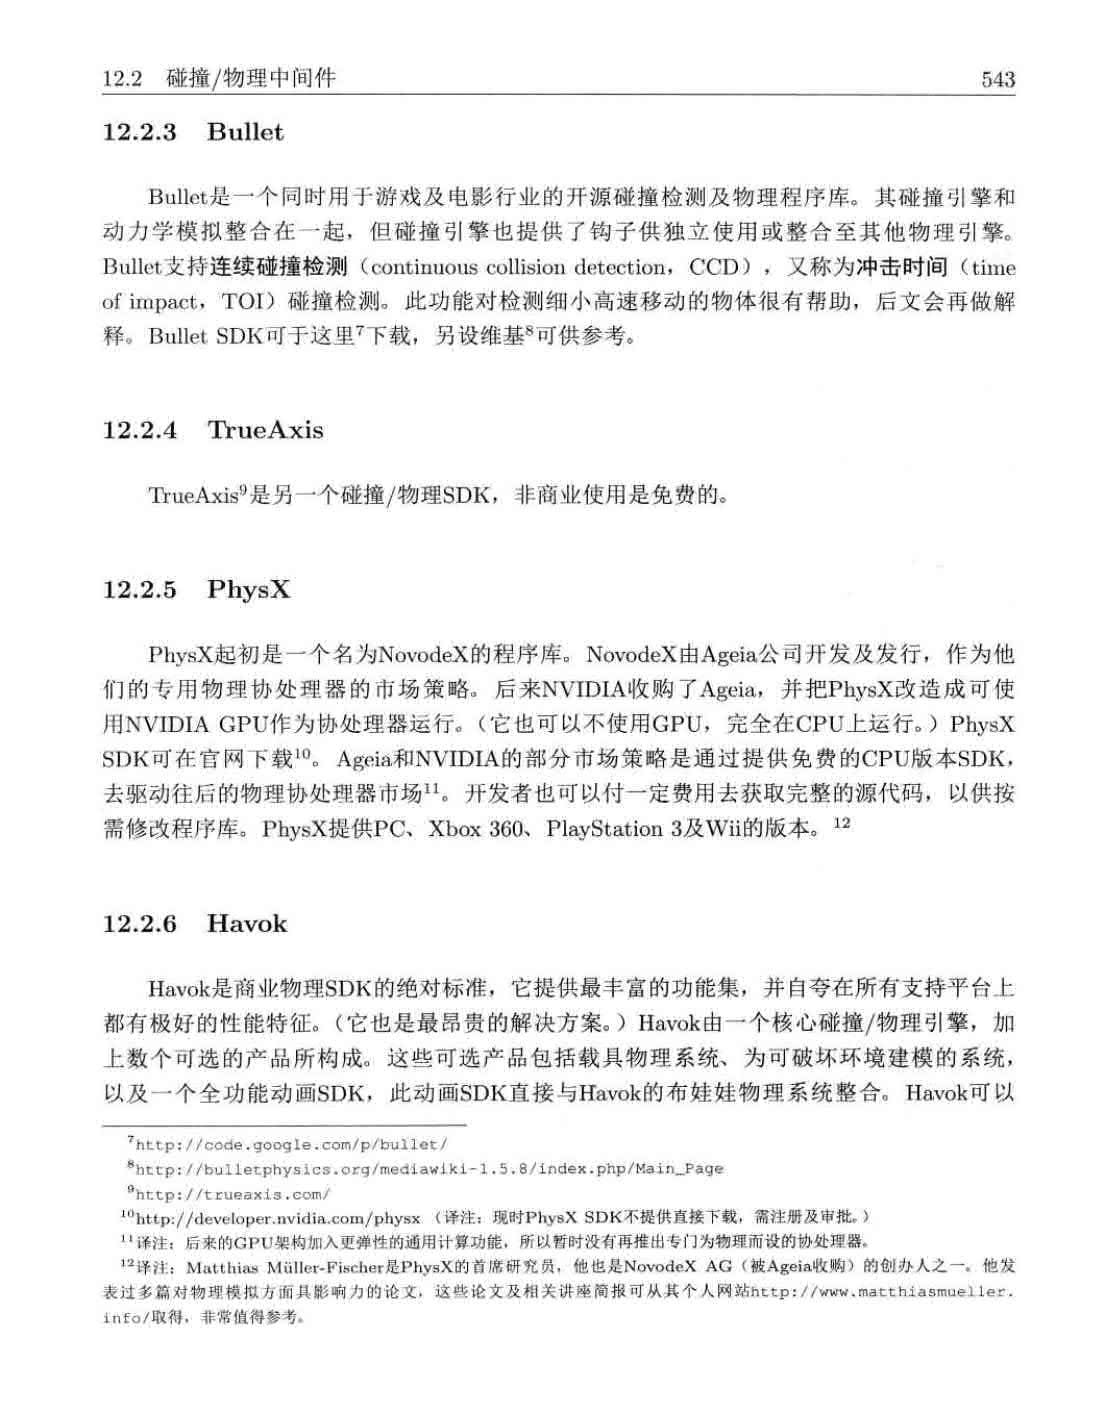 12.2 碰撞/物理中间件 543
12.2.3 Bullet
Bullet是一个同时用于游戏及电影行业的开源碰撞检测及物理程序库。其碰撞引擎和
动力学模拟整合在一起，但碰撞引擎也提供了钩子供独立使用或整合至其他物理引擎。
Bullet支持连续碰撞检测（continuous collision detection，CCD），又称为冲击时间（time
of impact，TOI）碰撞检测。此功能对检测细小高速移动的物体很有帮助，后文会再做解
释。Bullet SDK可于这里⁷下载，另设维基⁸可供参考。
12.2.4 TrueAxis
TrueAxis⁹是另一个碰撞/物理SDK，非商业使用是免费的。
12.2.5 PhysX
PhysX起初是一个名为NovodeX的程序库。NovodeX由Ageia公司开发及发行，作为他
们的专用物理协处理器的市场策略。后来NVIDIA收购了Ageia，并把PhysX改造成可使
用NVIDIA GPU作为协处理器运行。（它也可以不使用GPU，完全在CPU上运行。）PhysX
SDK可在官网下载¹⁰。Ageia和NVIDIA的部分市场策略是通过提供免费的CPU版本SDK，
去驱动往后的物理协处理器市场¹¹。开发者也可以付一定费用去获取完整的源代码，以供按
需修改程序库。PhysX提供PC、Xbox 360、PlayStation 3及Wii的版本。¹²
12.2.6 Havok
Havok是商业物理SDK的绝对标准，它提供最丰富的功能集，并自夸在所有支持平台上
都有极好的性能特征。（它也是最昂贵的解决方案。）Havok由一个核心碰撞/物理引擎，加
上数个可选的产品所构成。这些可选产品包括载具物理系统、为可破坏环境建模的系统，
以及一个全功能动画SDK，此动画SDK直接与Havok的布娃娃物理系统整合。Havok可以
⁷http://code.google.com/p/bullet/
⁸http://bulletphysics.org/mediawiki-1.5.8/index.php/Main_Page
⁹http://trueaxis.com/
¹⁰http://developer.nvidia.com/physx （译注：现时PhysX SDK不提供直接下载，需注册及审批。）
¹¹译注：后来的GPU架构加入更弹性的通用计算功能，所以暂时没有再推出专门为物理而设的协处理器。
¹²译注：Matthias Müller-Fischer是PhysX的首席研究员，他也是NovodeX AG（被Ageia收购）的创办人之一。他发
表过多篇对物理模拟方面具影响力的论文，这些论文及相关讲座简报可从其个人网站http://www.matthiasmueller.
info/取得，非常值得参考。